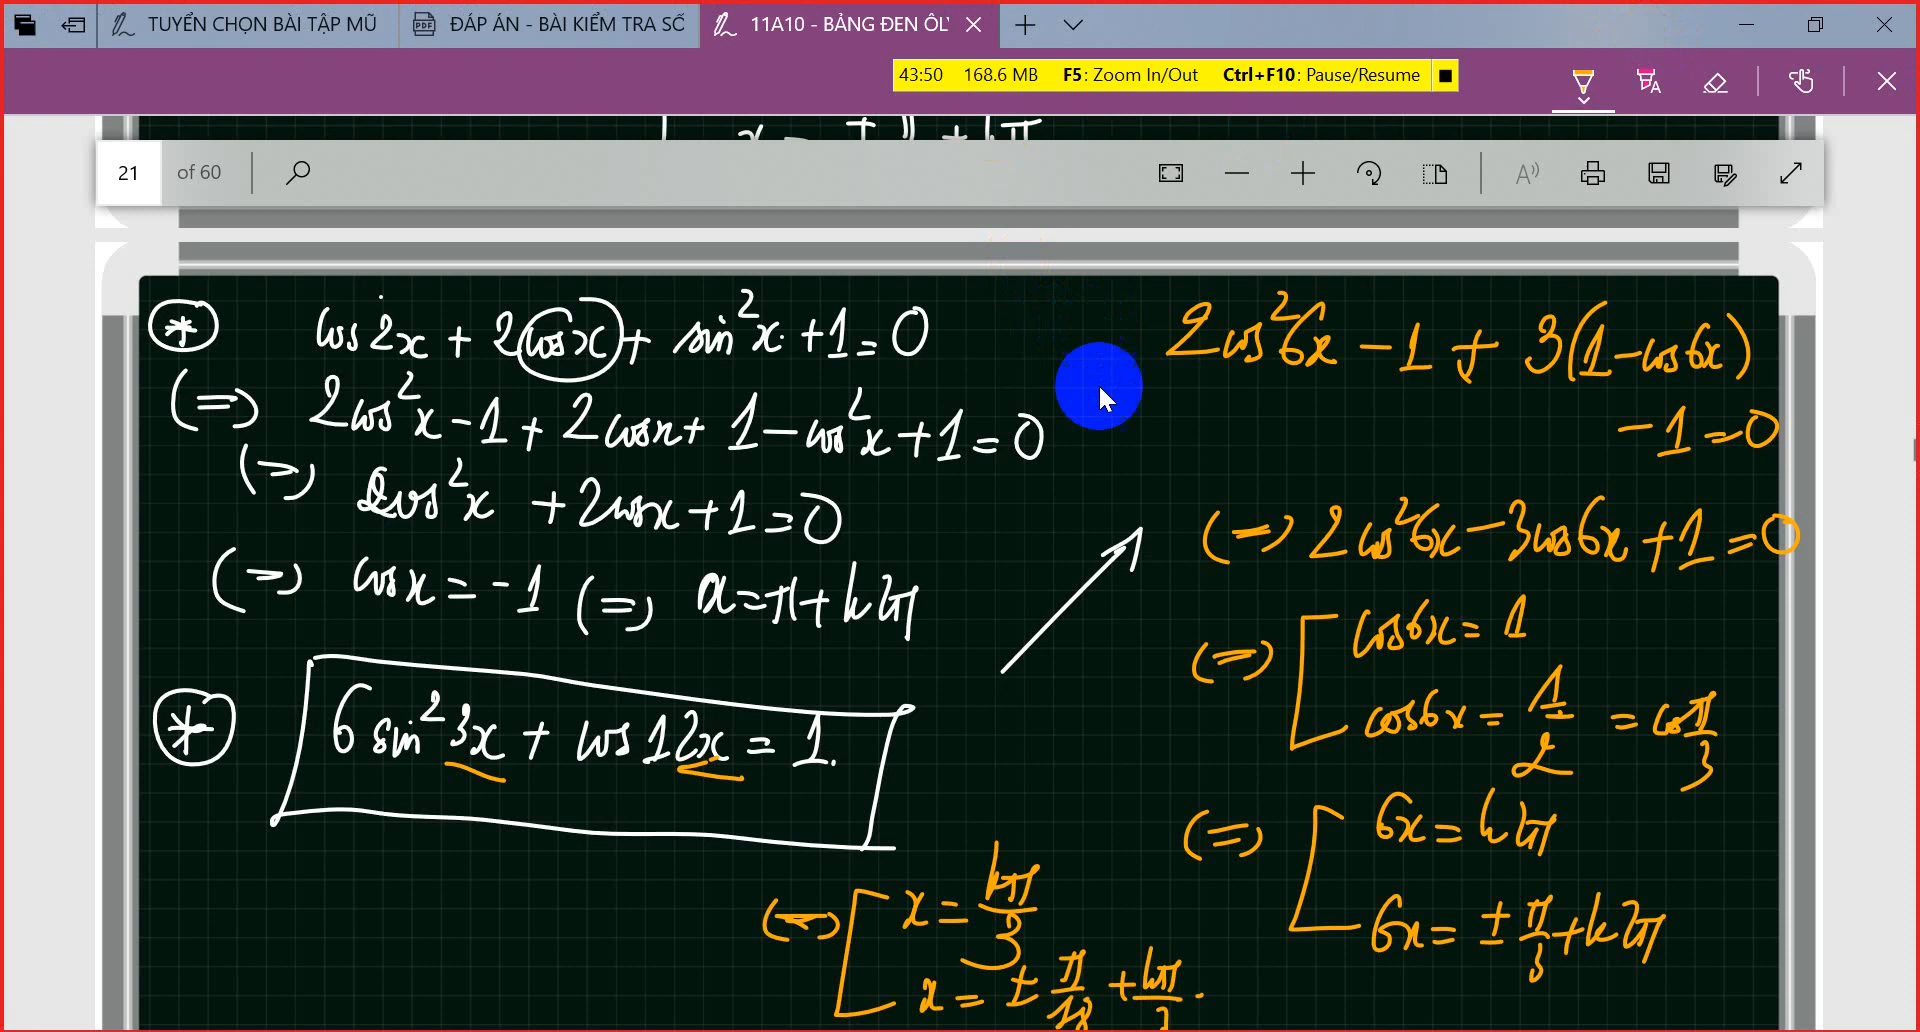 TUYỂN CHỌN BÀI TẬP MŨ
ĐÁP ÁN - BÀI KIỂM TRA SỐ
11A10 - BẢNG ĐEN ÔLY
43:50 168.6 MB F5: Zoom In/Out Ctrl+F10: Pause/Resume
21 of 60
cos2x + 2cosx + sin²x + 1 = 0
(=) 2cos²x - 1 + 2cosx + 1 - cos²x + 1 = 0
(=) cos²x + 2cosx + 1 = 0
(=) cosx = -1 (=) x = π + k2π
6sin²3x + cos12x = 1.
2cos²6x - 1 + 3(1 - cos6x)
-1 = 0
(=) 2cos²6x - 3cos6x + 1 = 0
(=) [ cos6x = 1
cos6x = 1/2 = cos π/3
(=) [ 6x = k2π
6x = ± π/3 + k2π
(=) [ x = kπ/3
x = ± π/18 + kπ/3.